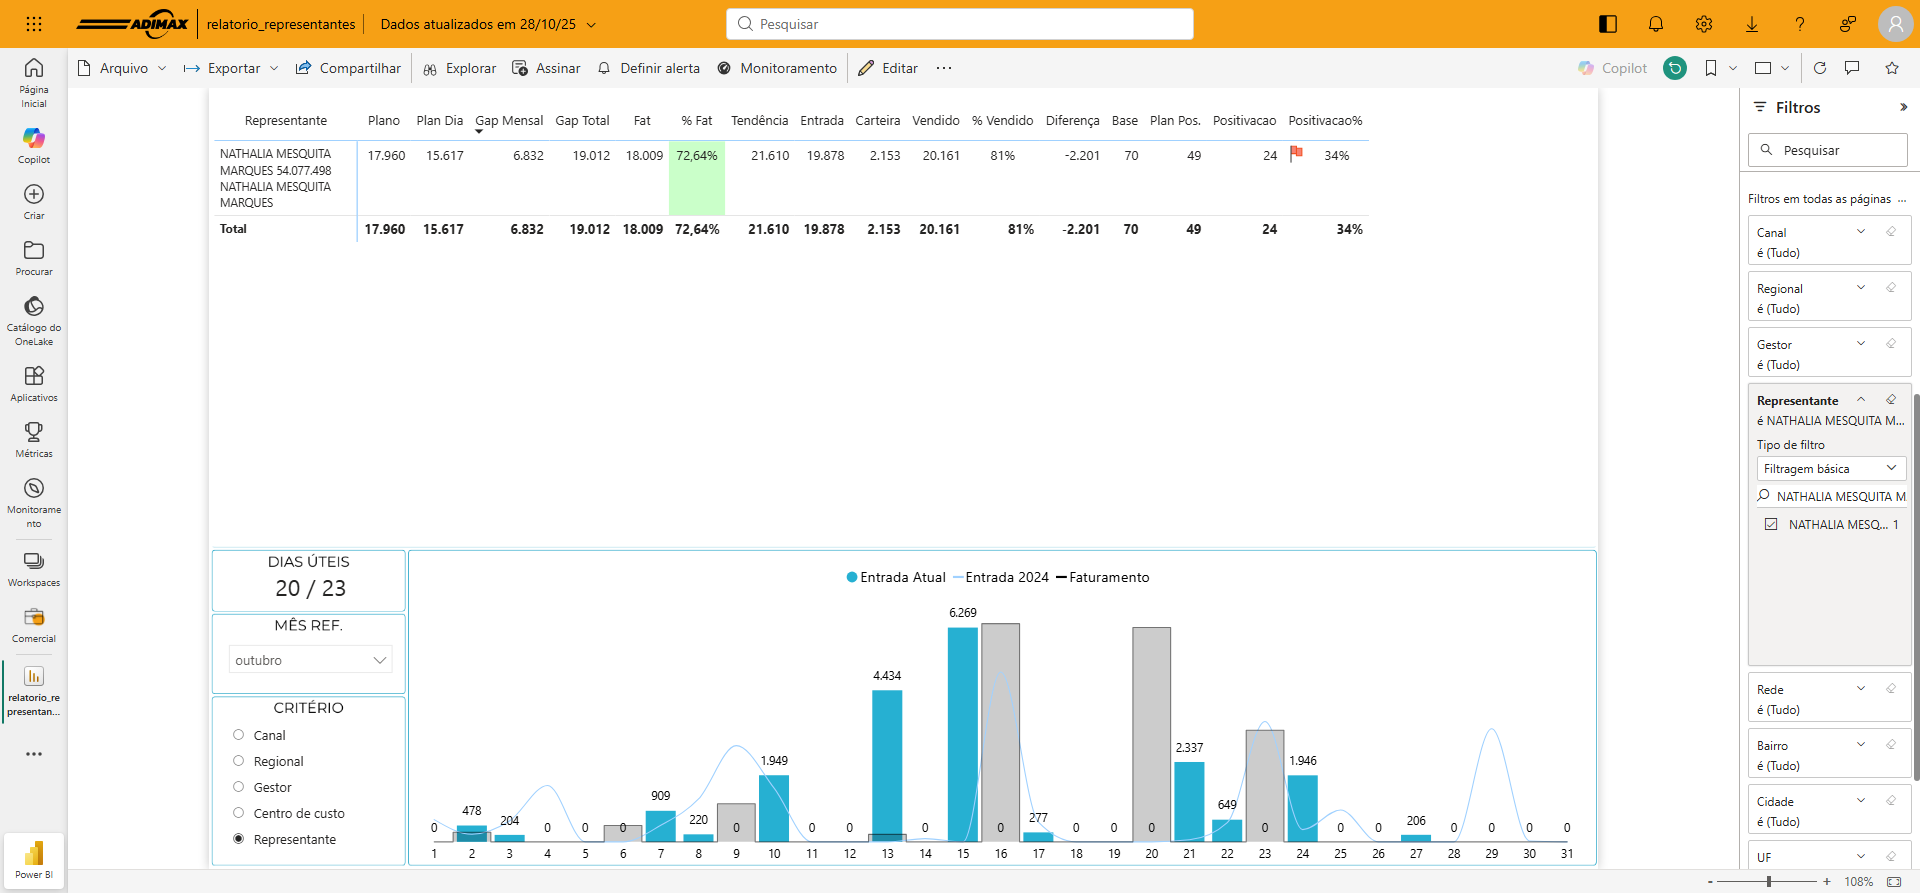 ADIMAX
relatorio_representantes
Dados atualizados em 28/10/25
Pesquisar
A
Arquivo
Exportar
Compartilhar
Explorar
Assinar
Definir alerta
Monitoramento
Editar
Copilot
Página
Inicial
Copilot
Criar
Procurar
Catálogo do
OneLake
Aplicativos
Métricas
Monitorame
nto
Workspaces
Comercial
relatorio_re
presentan...
Power BI
Representante Plano Plan Dia Gap Mensal Gap Total Fat % Fat Tendência Entrada Carteira Vendido % Vendido Diferença Base Plan Pos. Positivacao Positivacao%
NATHALIA MESQUITA 17.960 15.617 6.832 19.012 18.009 72,64% 21.610 19.878 2.153 20.161 81% -2.201 70 49 24 34%
MARQUES 54.077.498
NATHALIA MESQUITA
MARQUES
Total 17.960 15.617 6.832 19.012 18.009 72,64% 21.610 19.878 2.153 20.161 81% -2.201 70 49 24 34%
DIAS ÚTEIS
20 / 23
MÊS REF.
outubro
CRITÉRIO
Canal
Regional
Gestor
Centro de custo
Representante
Entrada Atual Entrada 2024 Faturamento
0 478 204 0 0 0 909 220 0 1.949 0 0 4.434 0 6.269 0 277 0 0 0 2.337 649 0 1.946 0 0 206 0 0 0 0
1 2 3 4 5 6 7 8 9 10 11 12 13 14 15 16 17 18 19 20 21 22 23 24 25 26 27 28 29 30 31
Filtros
Pesquisar
Filtros em todas as páginas ...
Canal
é (Tudo)
Regional
é (Tudo)
Gestor
é (Tudo)
Representante
é NATHALIA MESQUITA M...
Tipo de filtro
Filtragem básica
NATHALIA MESQUITA M
NATHALIA MESQ... 1
Rede
é (Tudo)
Bairro
é (Tudo)
Cidade
é (Tudo)
UF
- + 108%